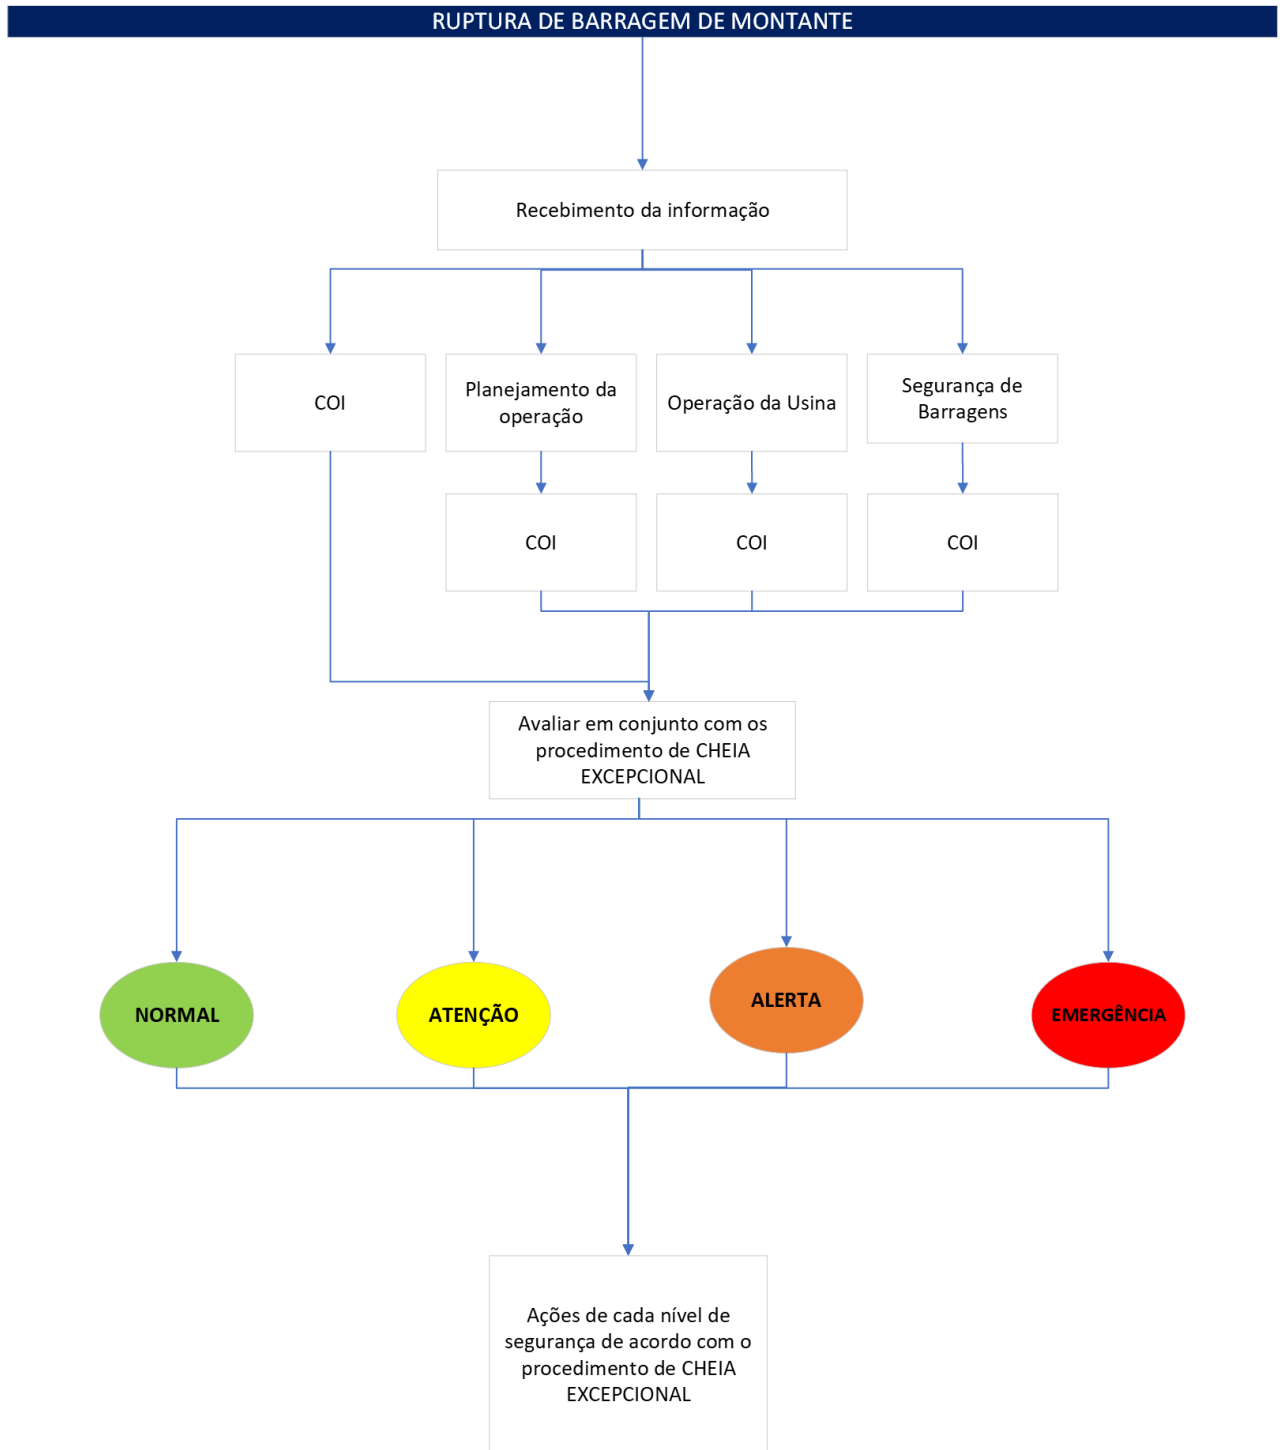 RUPTURA DE BARRAGEM DE MONTANTE
Recebimento da informação
COI
Planejamento da
operação
Operação da Usina
Segurança de
Barragens
COI
COI
COI
Avaliar em conjunto com os
procedimento de CHEIA
EXCEPCIONAL
NORMAL
ATENÇÃO
ALERTA
EMERGÊNCIA
Ações de cada nível de
segurança de acordo com o
procedimento de CHEIA
EXCEPCIONAL